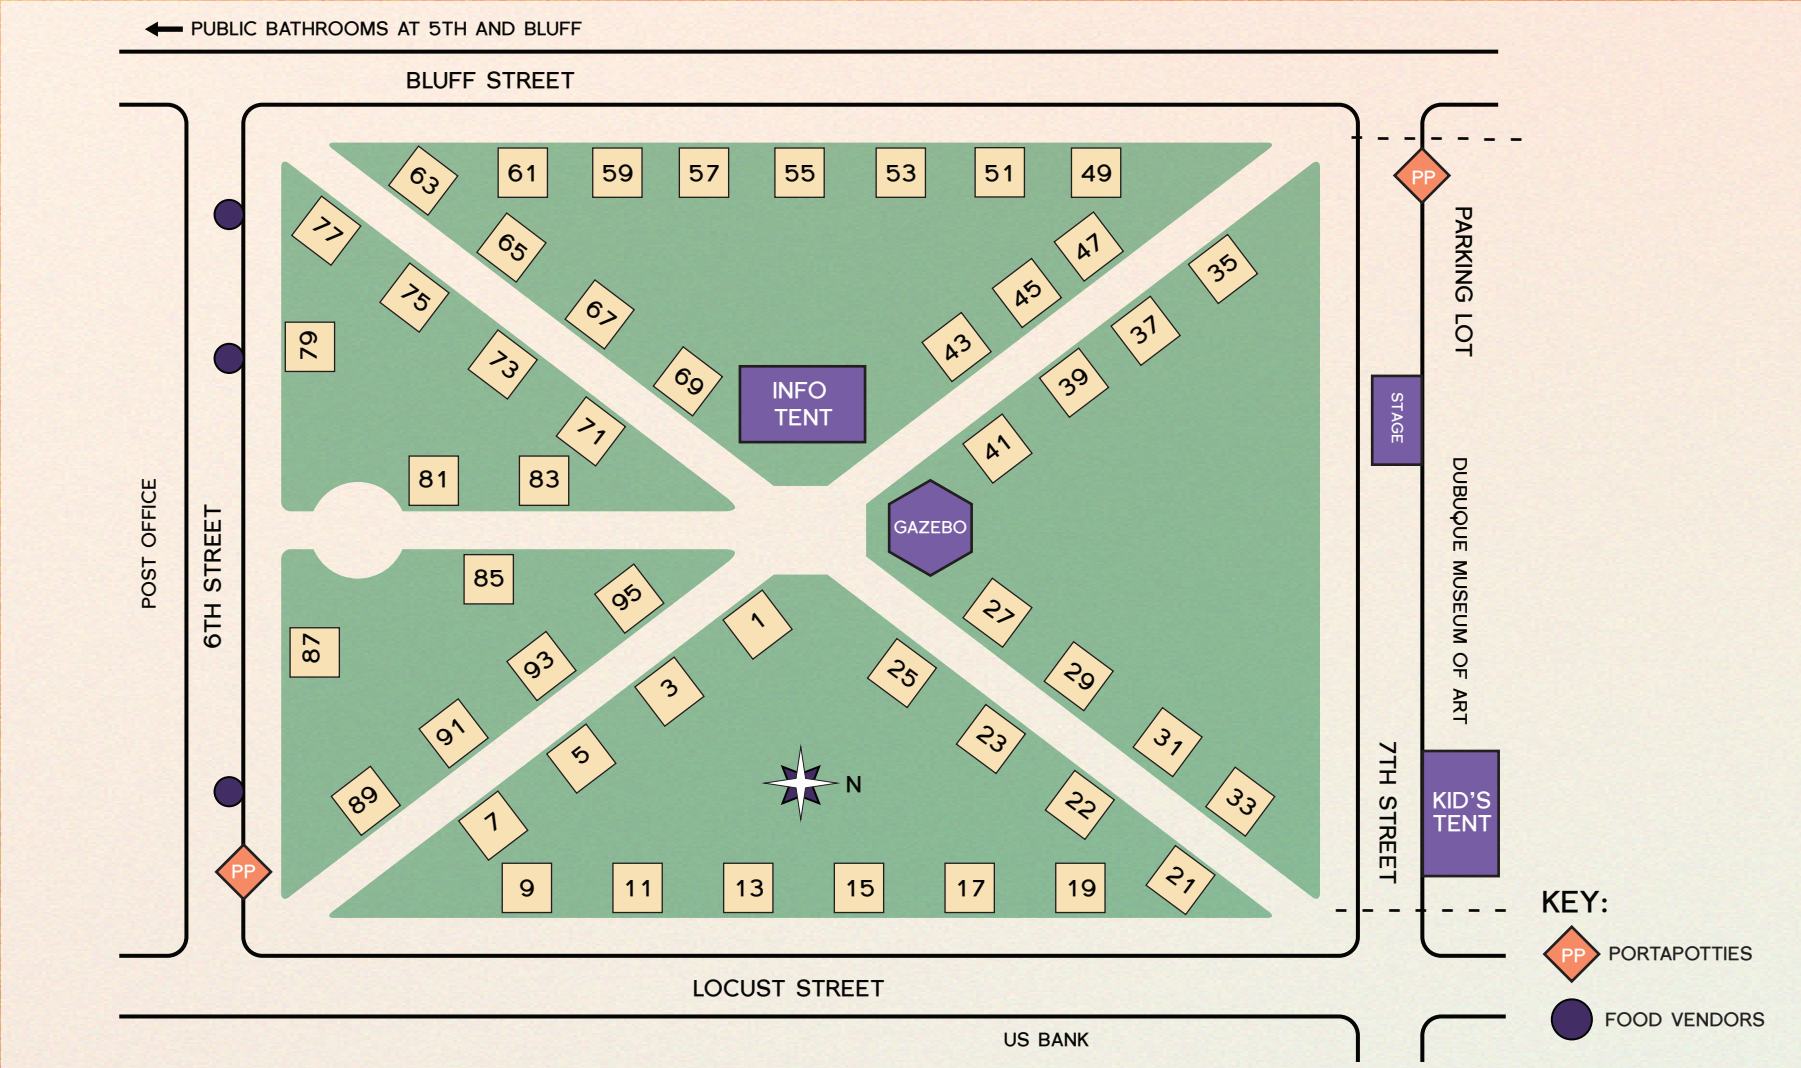 PUBLIC BATHROOMS AT 5TH AND BLUFF
BLUFF STREET
63
61
59
57
55
53
51
49
PP
77
65
47
35
PARKING LOT
75
67
45
37
79
73
69
43
39
INFO
TENT
STAGE
71
41
81
83
GAZEBO
POST OFFICE
6TH STREET
DUBUQUE MUSEUM OF ART
85
95
1
27
87
93
3
25
29
91
5
23
31
N
89
7
22
33
7TH STREET
KID'S
TENT
PP
9
11
13
15
17
19
21
LOCUST STREET
US BANK
KEY:
PP PORTAPOTTIES
FOOD VENDORS